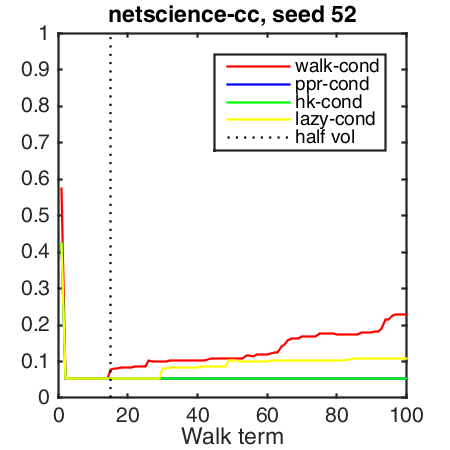 netscience-cc, seed 52
1
0.9
0.8
0.7
0.6
0.5
0.4
0.3
0.2
0.1
0
walk-cond
ppr-cond
hk-cond
lazy-cond
half vol
0 20 40 60 80 100
Walk term